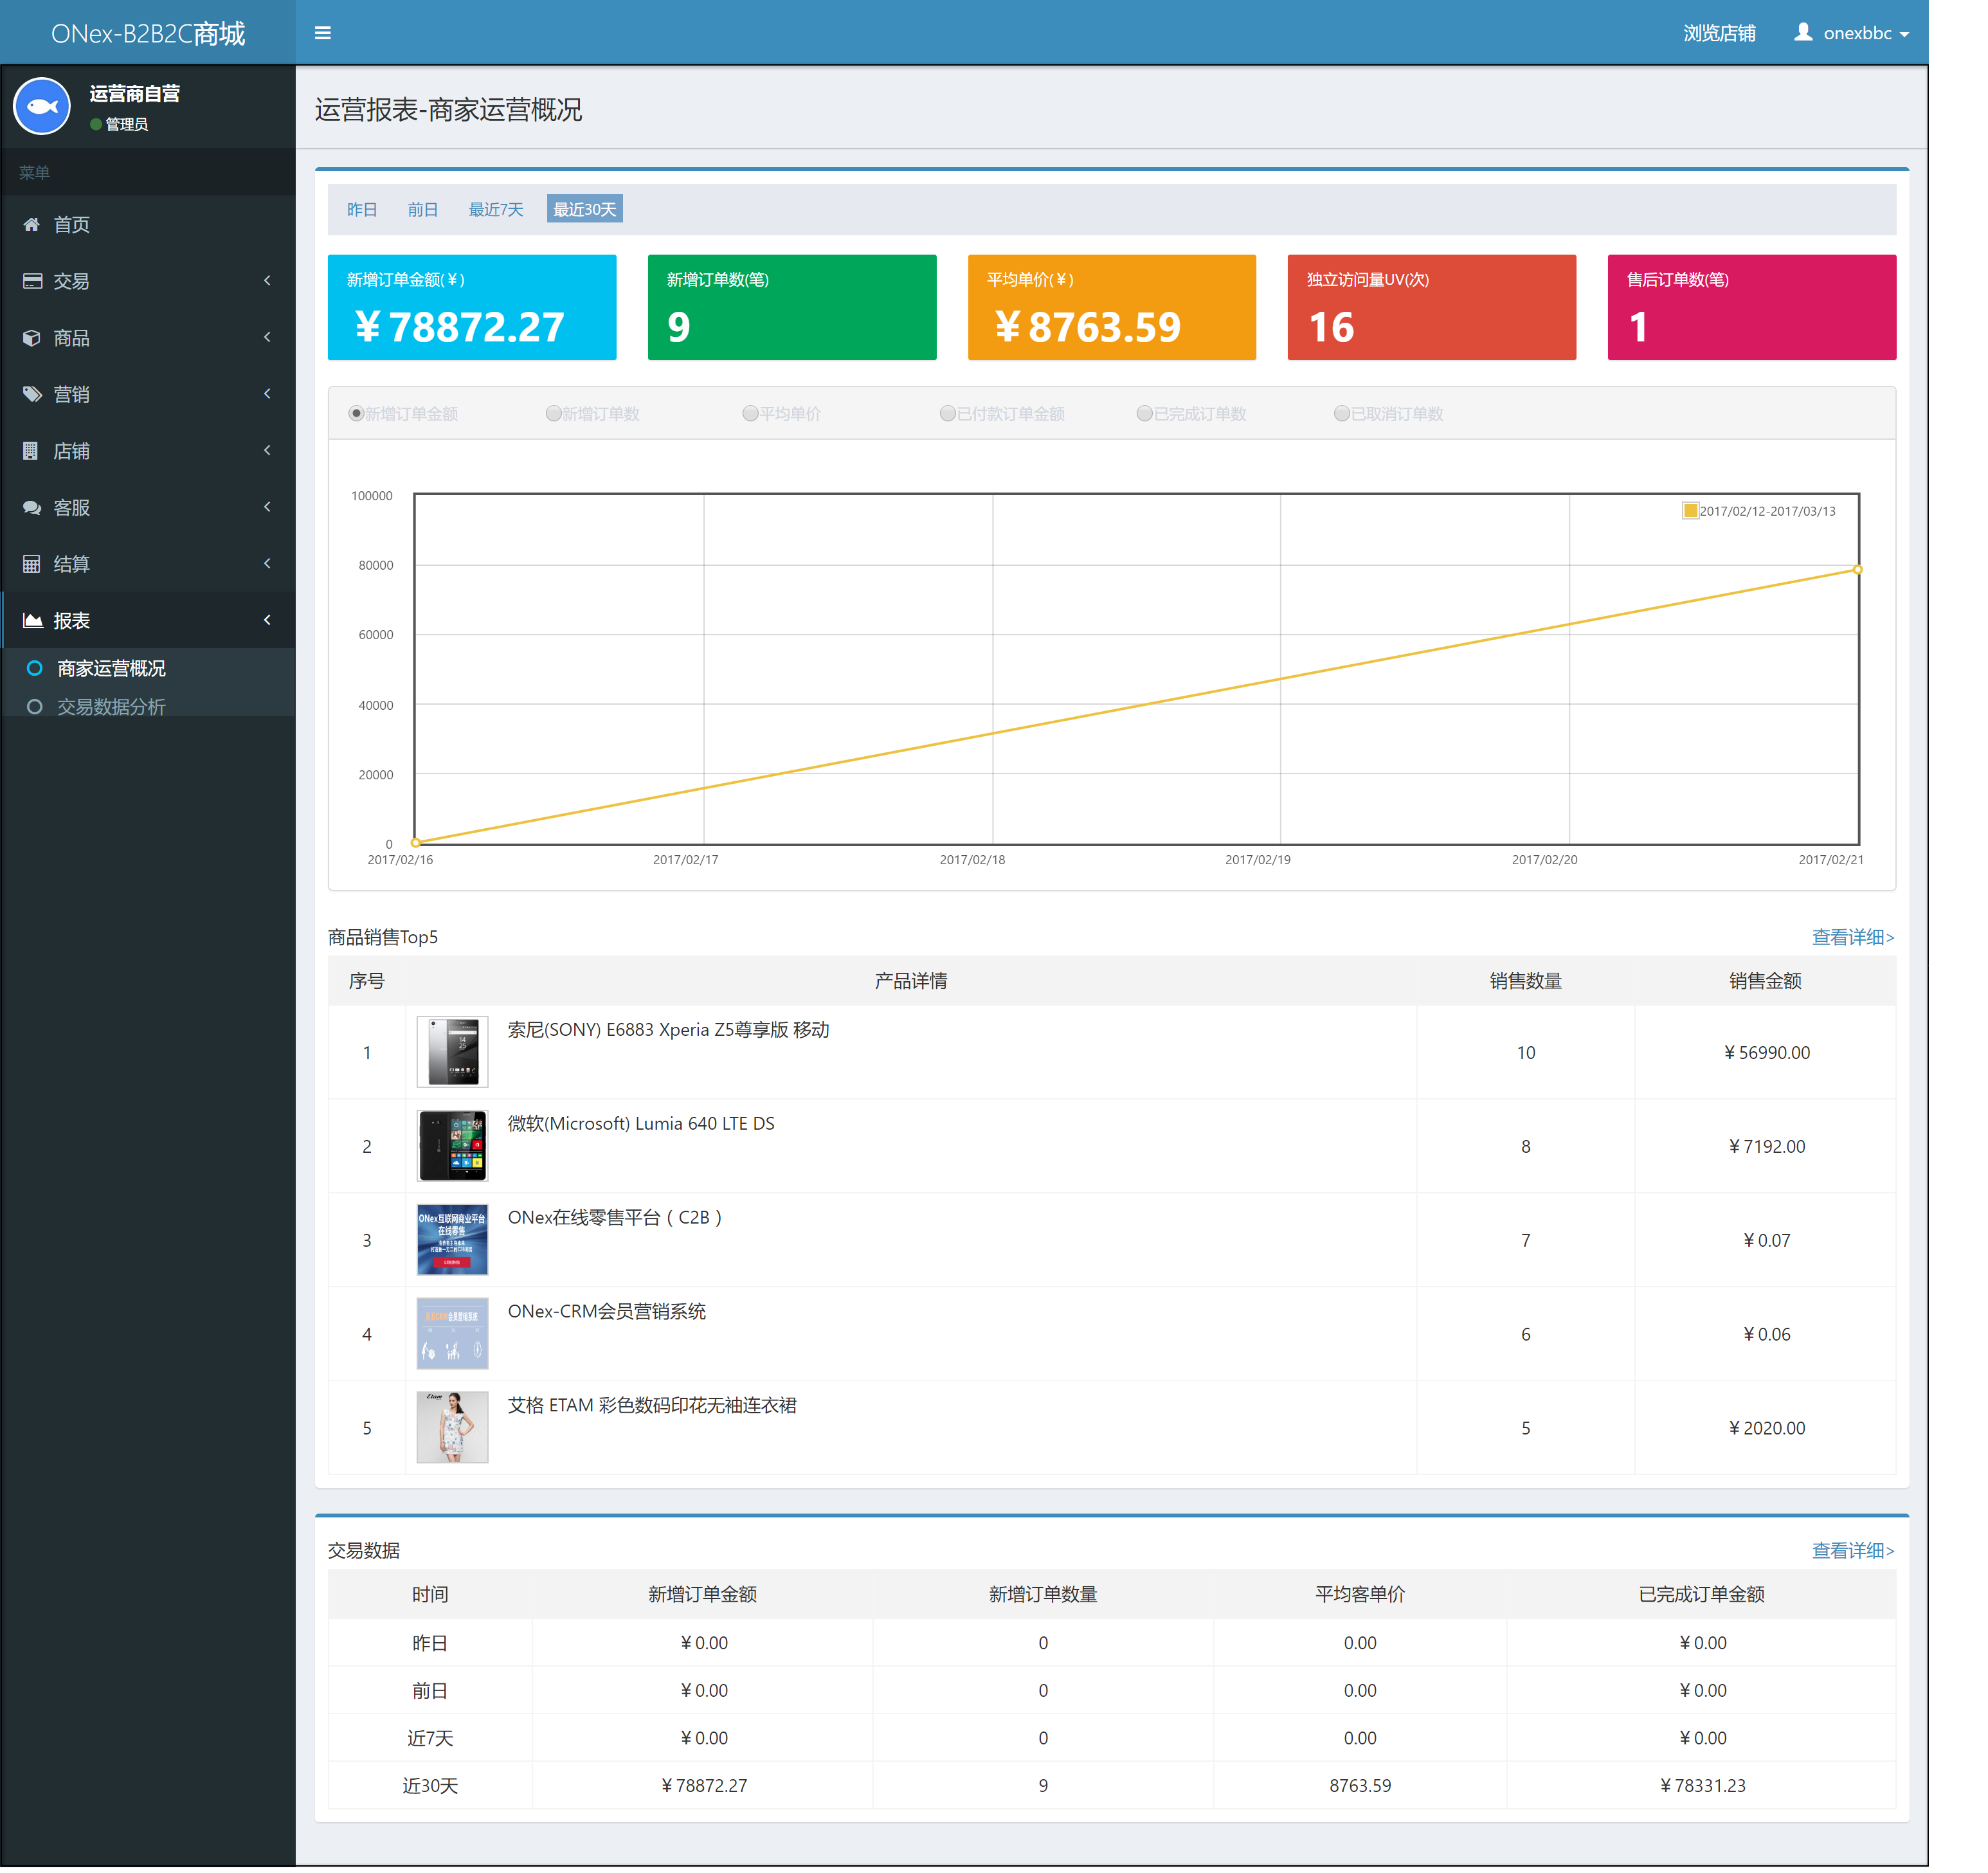 ONex-B2B2C商城
浏览店铺
onexbbc
运营商自营
管理员
菜单
首页
交易
商品
营销
店铺
客服
结算
报表
商家运营概况
交易数据分析
运营报表-商家运营概况
昨日 前日 最近7天 最近30天
新增订单金额(¥)
¥78872.27
新增订单数(笔)
9
平均单价(¥)
¥8763.59
独立访问量UV(次)
16
售后订单数(笔)
1
新增订单金额 新增订单数 平均单价 已付款订单金额 已完成订单数 已取消订单数
2017/02/12-2017/03/13
100000
80000
60000
40000
20000
0
2017/02/16 2017/02/17 2017/02/18 2017/02/19 2017/02/20 2017/02/21
商品销售Top5 查看详细>
序号 产品详情 销售数量 销售金额
1 索尼(SONY) E6883 Xperia Z5尊享版 移动 10 ¥56990.00
14
25
2 微软(Microsoft) Lumia 640 LTE DS 8 ¥7192.00
3 ONex在线零售平台（C2B） 7 ¥0.07
ONex互联网商业平台
在线零售
4 ONex-CRM会员营销系统 6 ¥0.06
5 艾格 ETAM 彩色数码印花无袖连衣裙 5 ¥2020.00
Etam
交易数据 查看详细>
时间 新增订单金额 新增订单数量 平均客单价 已完成订单金额
昨日 ¥0.00 0 0.00 ¥0.00
前日 ¥0.00 0 0.00 ¥0.00
近7天 ¥0.00 0 0.00 ¥0.00
近30天 ¥78872.27 9 8763.59 ¥78331.23